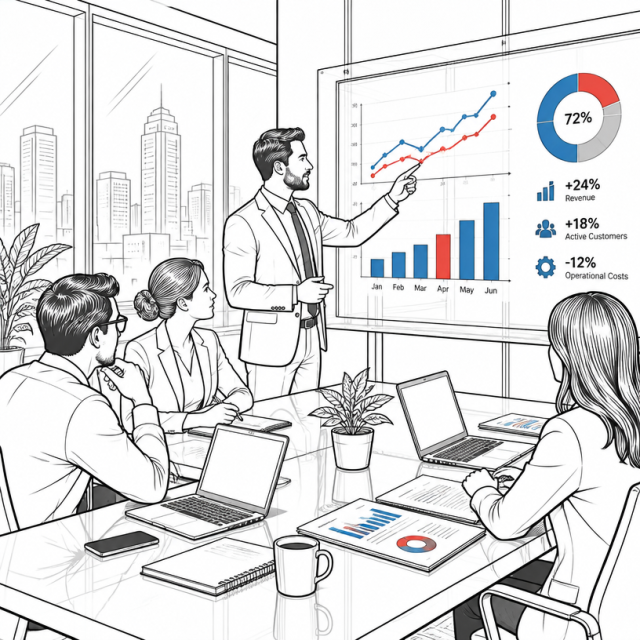 72%
+24%
Revenue
+18%
Active Customers
-12%
Operational Costs
Jan Feb Mar Apr May Jun